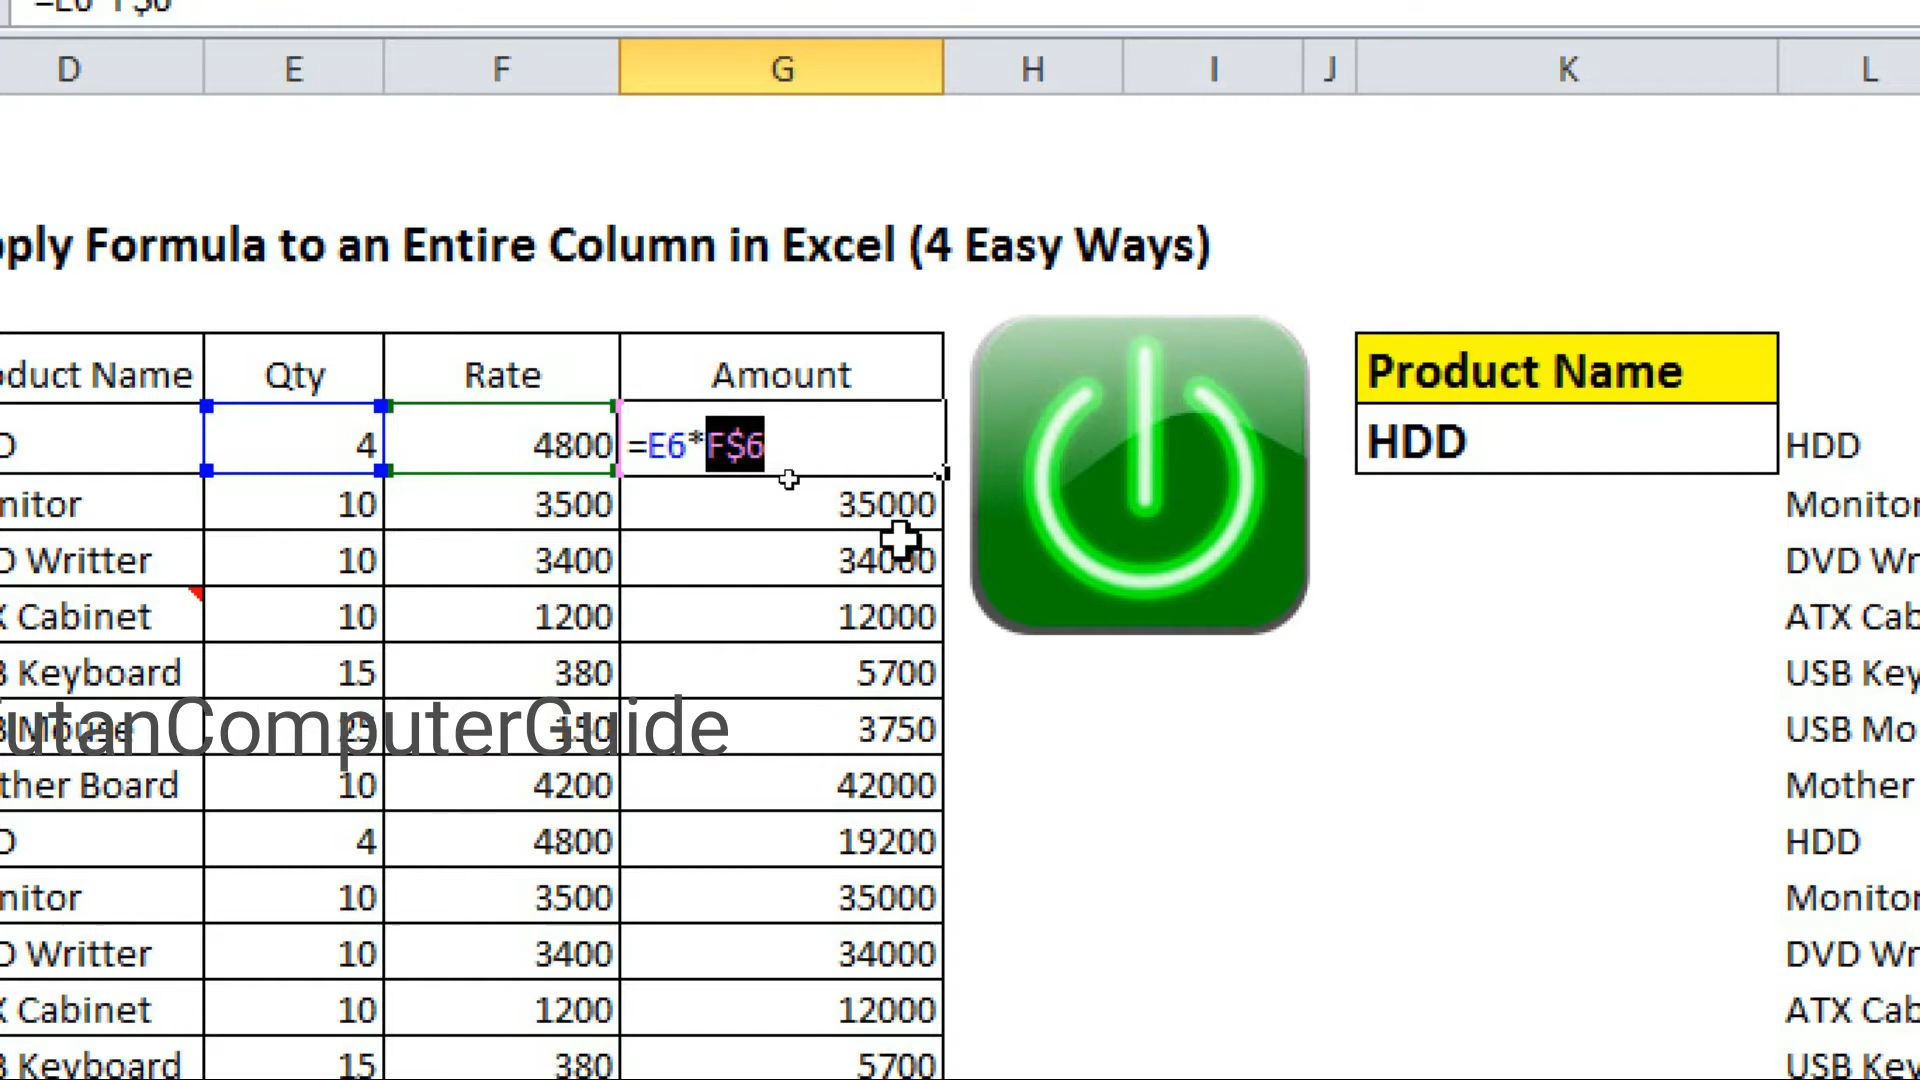 D E F G H I J K L
pply Formula to an Entire Column in Excel (4 Easy Ways)
oduct Name Qty Rate Amount Product Name
D 4 4800 =E6*F$6 HDD HDD
nitor 10 3500 35000 Monitor
D Writter 10 3400 34000 DVD Wr
X Cabinet 10 1200 12000 ATX Cab
B Keyboard 15 380 5700 USB Key
B Mouse 25 150 3750 USB Mo
utanComputerGuide
ther Board 10 4200 42000 Mother
D 4 4800 19200 HDD
nitor 10 3500 35000 Monitor
D Writter 10 3400 34000 DVD Wr
X Cabinet 10 1200 12000 ATX Cab
B Keyboard 15 380 5700 USB Key